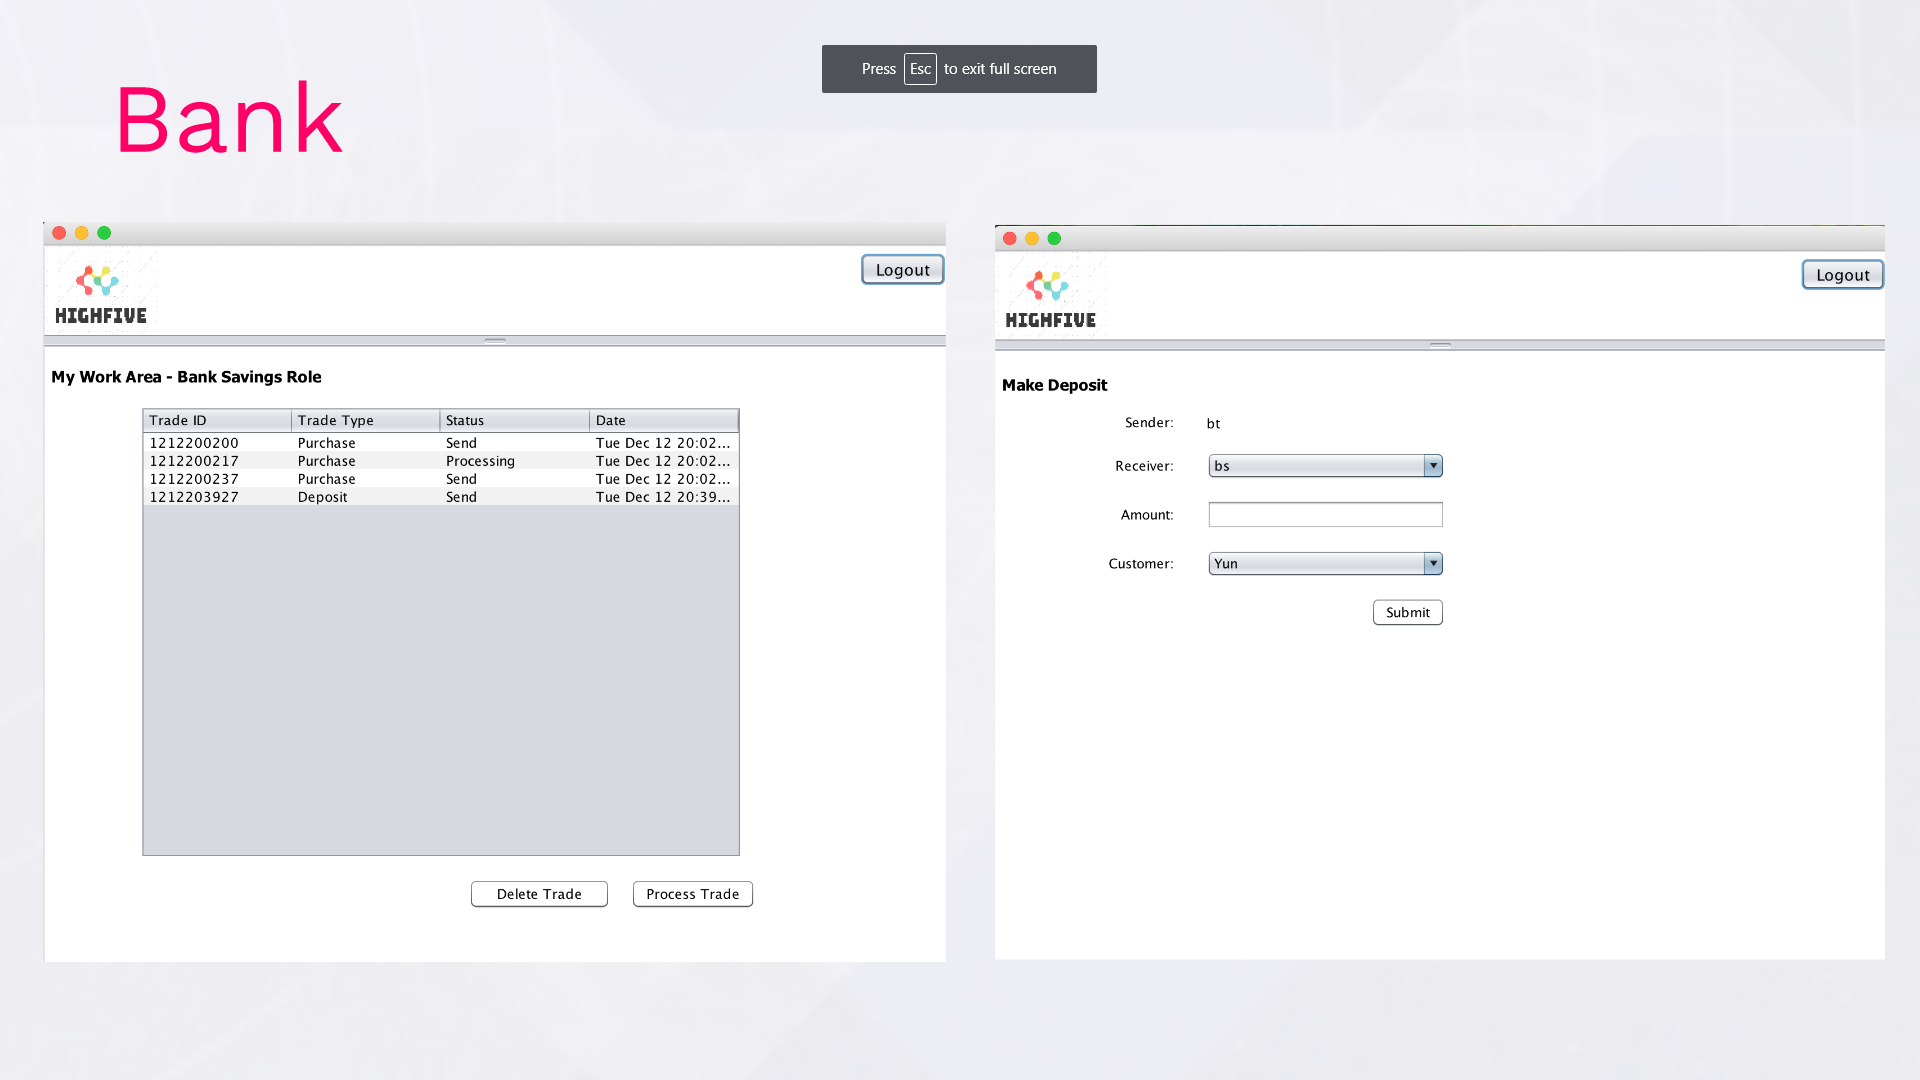 Press Esc to exit full screen
Bank
Logout
HIGHFIVE
My Work Area - Bank Savings Role
Trade ID Trade Type Status Date
1212200200 Purchase Send Tue Dec 12 20:02...
1212200217 Purchase Processing Tue Dec 12 20:02...
1212200237 Purchase Send Tue Dec 12 20:02...
1212203927 Deposit Send Tue Dec 12 20:39...
Delete Trade Process Trade
Logout
HIGHFIVE
Make Deposit
Sender: bt
Receiver: bs
Amount:
Customer: Yun
Submit